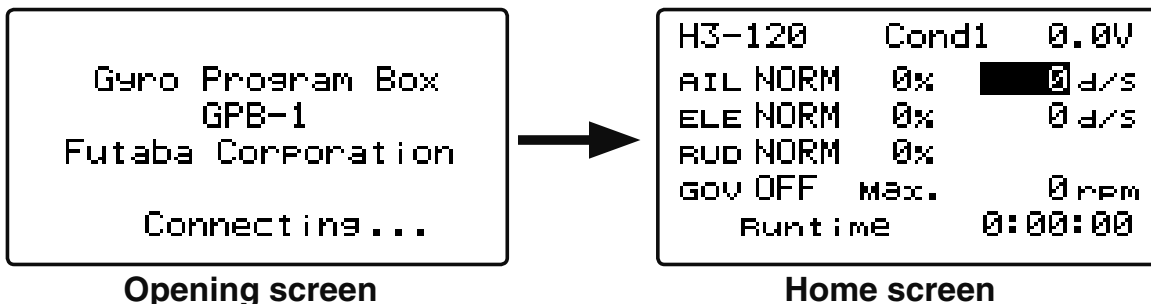 Gyro Program Box
GPB-1
Futaba Corporation
Connecting...
Opening screen
H3-120 Cond1 0.0V
AIL NORM 0% 0 d/s
ELE NORM 0% 0 d/s
RUD NORM 0%
GOV OFF Max. 0 rpm
Runtime 0:00:00
Home screen